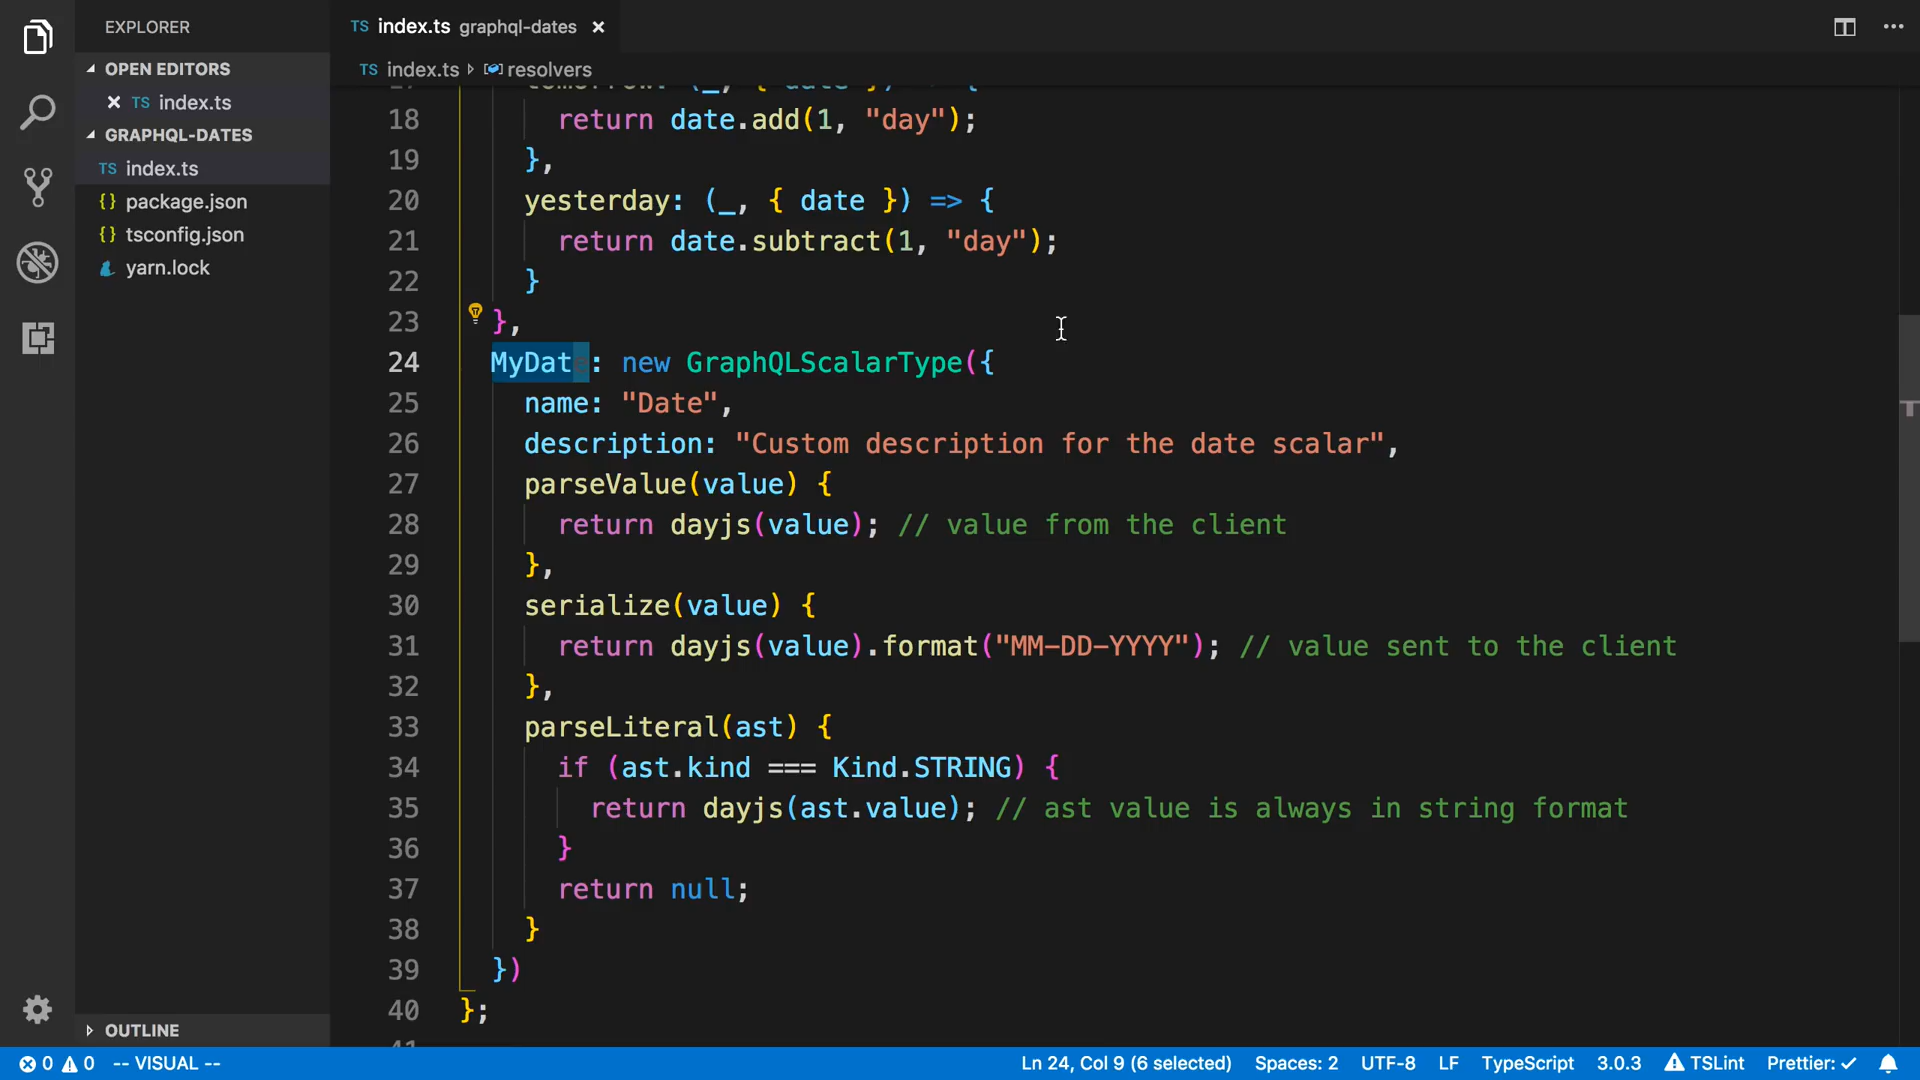 EXPLORER
OPEN EDITORS
TS index.ts
GRAPHQL-DATES
TS index.ts
{} package.json
{} tsconfig.json
yarn.lock
OUTLINE
TS index.ts graphql-dates
TS index.ts resolvers
17 tomorrow: (_, { date }) => {
18 return date.add(1, "day");
19 },
20 yesterday: (_, { date }) => {
21 return date.subtract(1, "day");
22 }
23 },
24 MyDate: new GraphQLScalarType({
25 name: "Date",
26 description: "Custom description for the date scalar",
27 parseValue(value) {
28 return dayjs(value); // value from the client
29 },
30 serialize(value) {
31 return dayjs(value).format("MM-DD-YYYY"); // value sent to the client
32 },
33 parseLiteral(ast) {
34 if (ast.kind === Kind.STRING) {
35 return dayjs(ast.value); // ast value is always in string format
36 }
37 return null;
38 }
39 })
40 };
41
0 0 -- VISUAL -- Ln 24, Col 9 (6 selected) Spaces: 2 UTF-8 LF TypeScript 3.0.3 TSLint Prettier: ✓